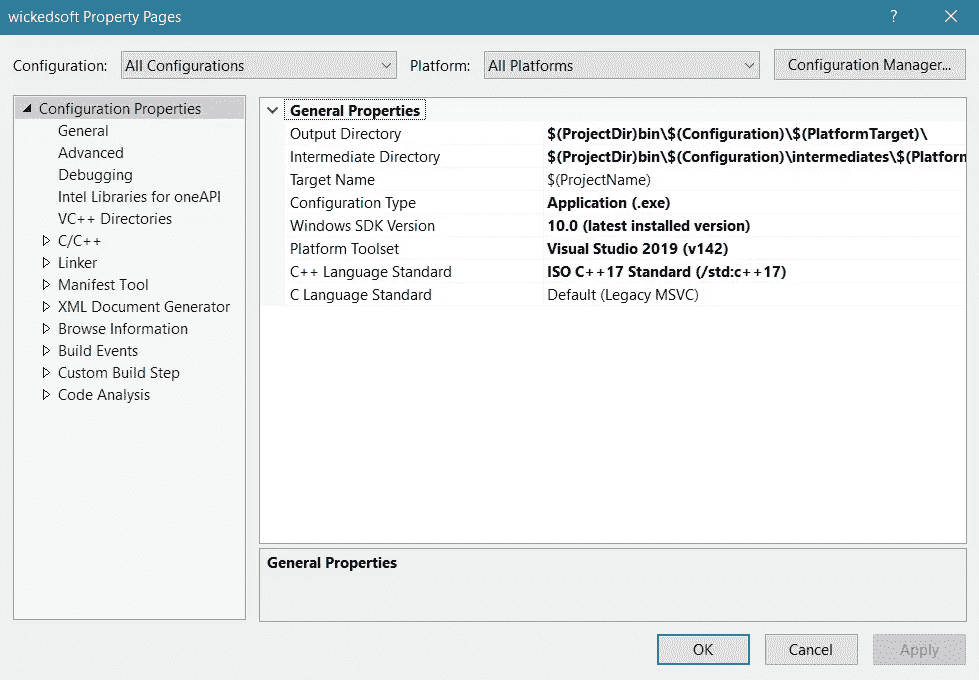 wickedsoft Property Pages ?
Configuration: All Configurations Platform: All Platforms Configuration Manager...
Configuration Properties
General
Advanced
Debugging
Intel Libraries for oneAPI
VC++ Directories
C/C++
Linker
Manifest Tool
XML Document Generator
Browse Information
Build Events
Custom Build Step
Code Analysis
General Properties
Output Directory $(ProjectDir)bin\$(Configuration)\$(PlatformTarget)\
Intermediate Directory $(ProjectDir)bin\$(Configuration)\intermediates\$(Platform
Target Name $(ProjectName)
Configuration Type Application (.exe)
Windows SDK Version 10.0 (latest installed version)
Platform Toolset Visual Studio 2019 (v142)
C++ Language Standard ISO C++17 Standard (/std:c++17)
C Language Standard Default (Legacy MSVC)
General Properties
OK Cancel Apply